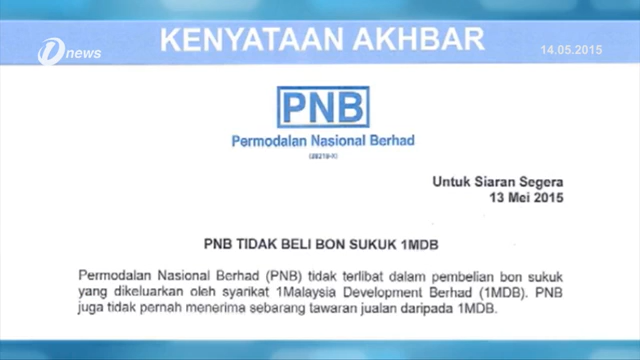 KENYATAAN AKHBAR
news
14.05.2015
PNB
Permodalan Nasional Berhad
Untuk Siaran Segera
13 Mei 2015
PNB TIDAK BELI BON SUKUK 1MDB
Permodalan Nasional Berhad (PNB) tidak terlibat dalam pembelian bon sukuk
yang dikeluarkan oleh syarikat 1Malaysia Development Berhad (1MDB). PNB
juga tidak pernah menerima sebarang tawaran jualan daripada 1MDB.